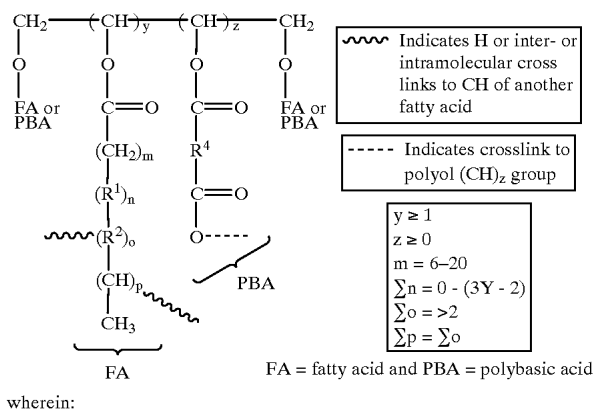 CH2 (CH)y (CH)z CH2
O O O O
FA or PBA
C=O
C=O
FA or PBA
(CH2)m
R⁴
(R¹)n
C=O
(R²)o
O
(CH)p
PBA
CH3
FA
Indicates H or inter- or
intramolecular cross
links to CH of another
fatty acid
Indicates crosslink to
polyol (CH)z group
y ≥ 1
z ≥ 0
m = 6–20
∑n = 0 - (3Y - 2)
∑o = >2
∑p = ∑o
FA = fatty acid and PBA = polybasic acid
wherein: